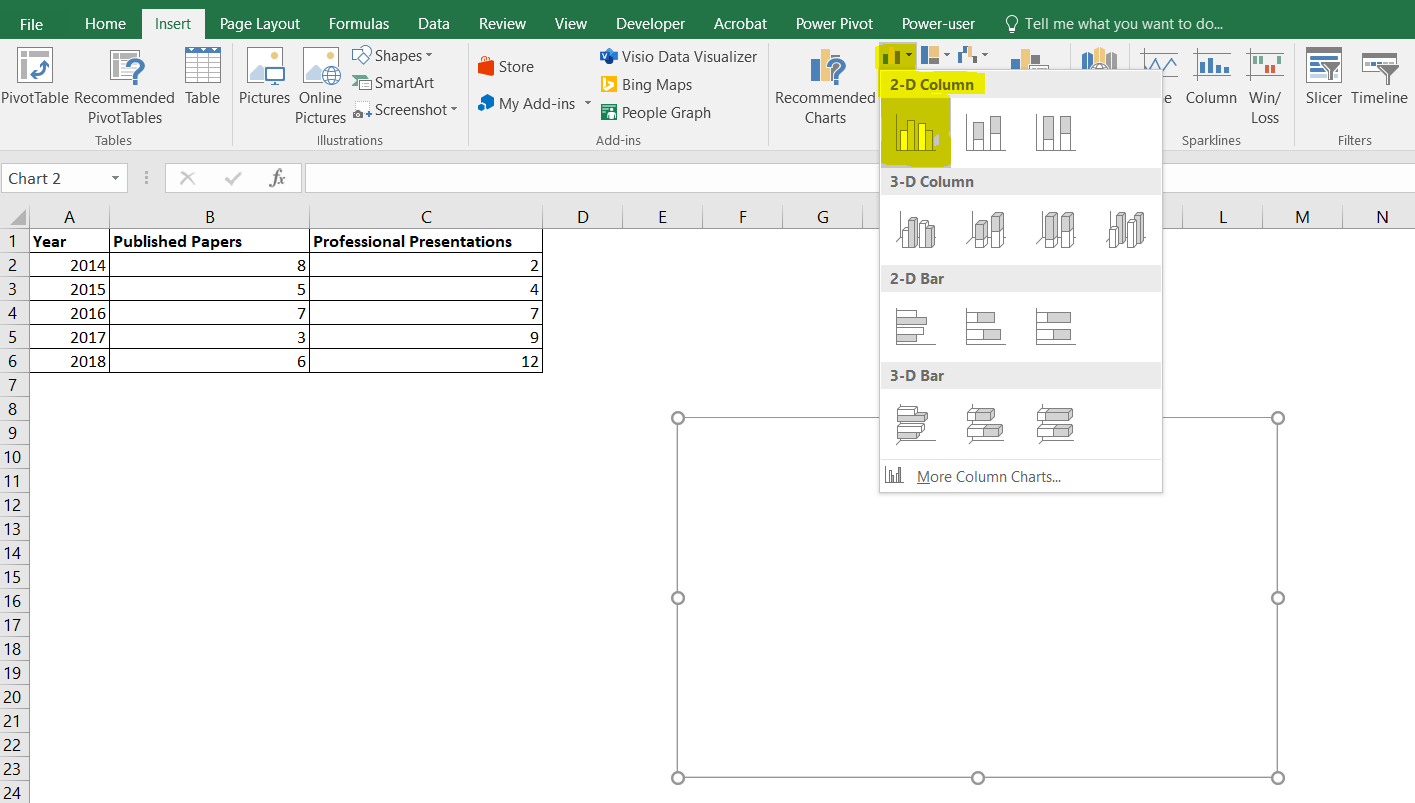 File Home Insert Page Layout Formulas Data Review View Developer Acrobat Power Pivot Power-user Tell me what you want to do...
PivotTable Recommended PivotTables Table
Tables
Pictures Online Pictures
Shapes
SmartArt
Screenshot
Illustrations
Store
My Add-ins
Visio Data Visualizer
Bing Maps
People Graph
Add-ins
Recommended Charts
Column Win/ Loss
Sparklines
Slicer Timeline
Filters
2-D Column
3-D Column
2-D Bar
3-D Bar
More Column Charts...
Chart 2 fx
A B C D E F G L M N
1 Year Published Papers Professional Presentations
2 2014 8 2
3 2015 5 4
4 2016 7 7
5 2017 3 9
6 2018 6 12
7
8
9
10
11
12
13
14
15
16
17
18
19
20
21
22
23
24